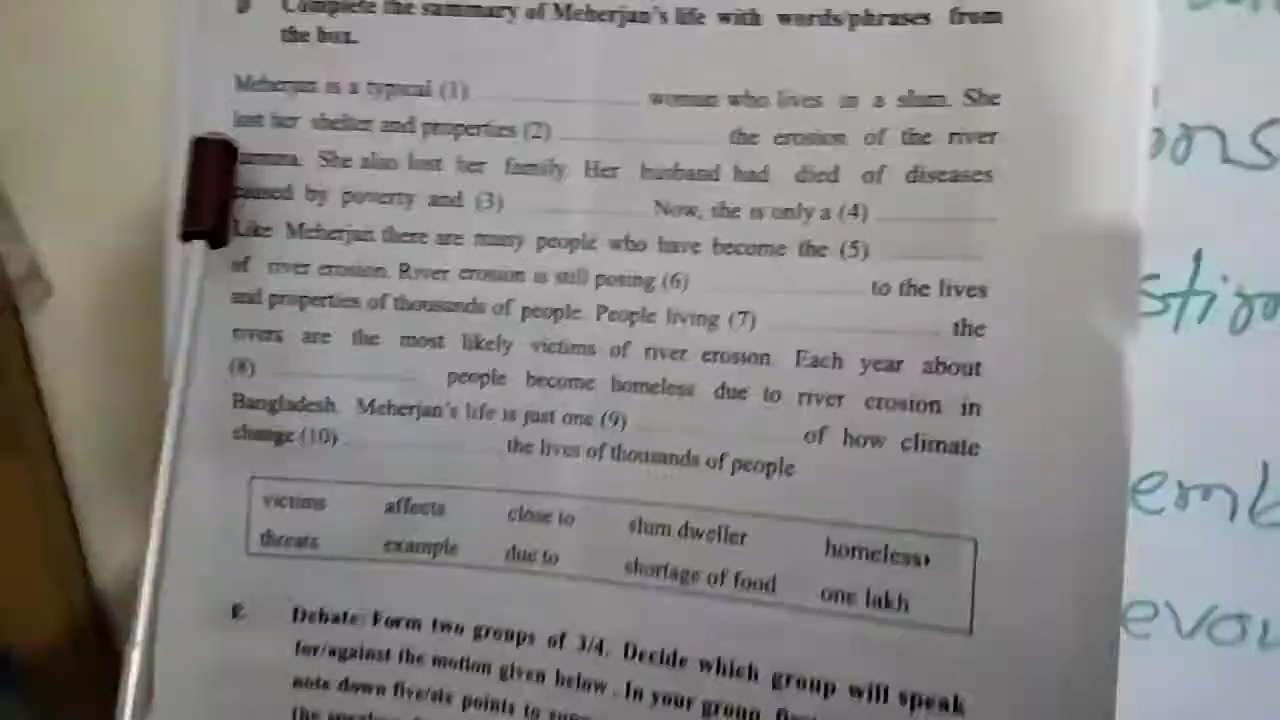 Complete the summary of Meherjan's life with words/phrases from
the box.
Meherjan is a typical (1) .................... woman who lives in a slum. She
lost her shelter and properties (2) .................... the erosion of the river
She also lost her family. Her husband had died of diseases
caused by poverty and (3) .................... Now, she is only a (4) ....................
Like Meherjan there are many people who have become the (5) ....................
of river erosion. River erosion is still posing (6) .................... to the lives
and properties of thousands of people. People living (7) .................... the
rivers are the most likely victims of river erosion. Each year about
(8) .................... people become homeless due to river erosion in
Bangladesh. Meherjan's life is just one (9) .................... of how climate
change (10) .................... the lives of thousands of people
victims affects close to slum dweller homeless
threats example due to shortage of food one lakh
E Debate: Form two groups of 3/4. Decide which group will speak
for/against the motion given below. In your group, first
note down five/six points to
ons